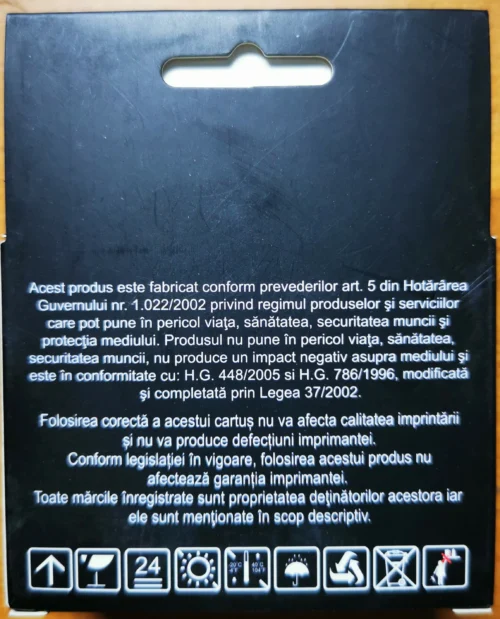 Acest produs este fabricat conform prevederilor art. 5 din Hotărârea
Guvernului nr. 1.022/2002 privind regimul produselor şi serviciilor
care pot pune în pericol viaţa, sănătatea, securitatea muncii şi
protecţia mediului. Produsul nu pune în pericol viaţa, sănătatea,
securitatea muncii, nu produce un impact negativ asupra mediului şi
este în conformitate cu: H.G. 448/2005 si H.G. 786/1996, modificată
şi completată prin Legea 37/2002.
Folosirea corectă a acestui cartuş nu va afecta calitatea imprintării
şi nu va produce defecţiuni imprimantei.
Conform legislaţiei în vigoare, folosirea acestui produs nu
afectează garanţia imprimantei.
Toate mărcile înregistrate sunt proprietatea deţinătorilor acestora iar
ele sunt menţionate în scop descriptiv.
24
-20°C 40°C
-4°F 104°F